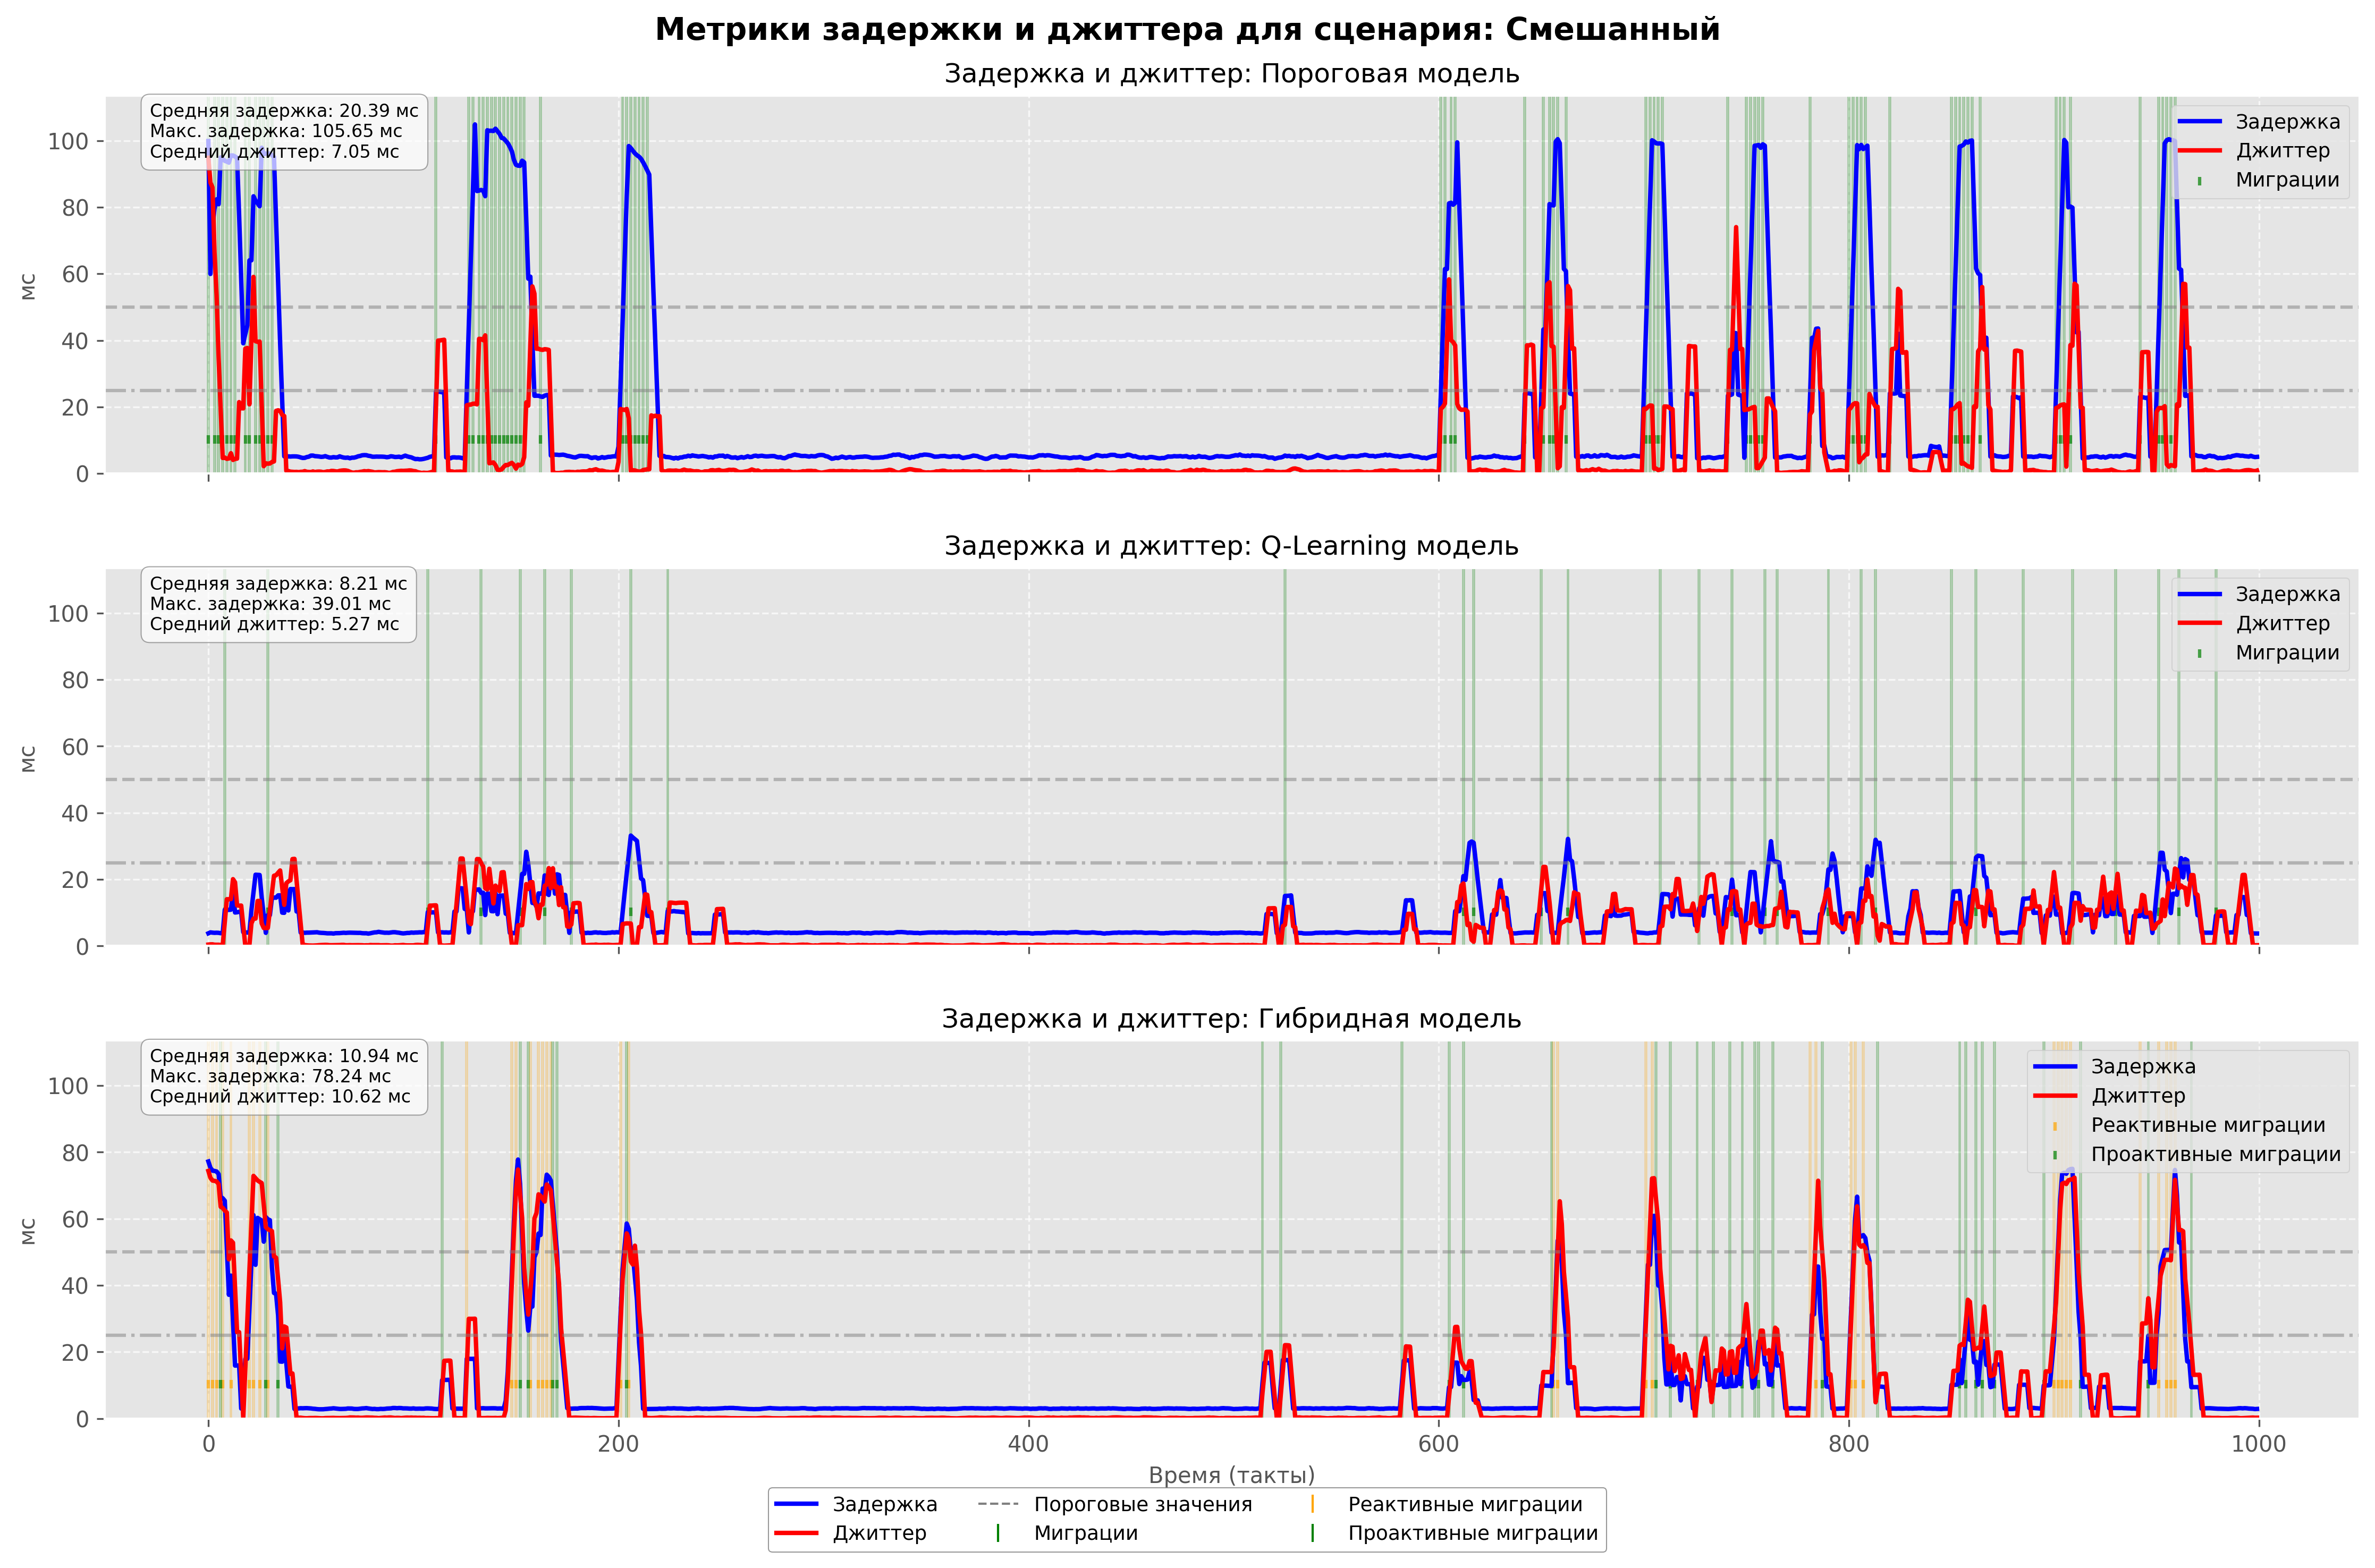 Метрики задержки и джиттера для сценария: Смешанный
Задержка и джиттер: Пороговая модель
Средняя задержка: 20.39 мс
Макс. задержка: 105.65 мс
Средний джиттер: 7.05 мс
Задержка
Джиттер
Миграции
мс
100
80
60
40
20
0
Задержка и джиттер: Q-Learning модель
Средняя задержка: 8.21 мс
Макс. задержка: 39.01 мс
Средний джиттер: 5.27 мс
Задержка
Джиттер
Миграции
мс
100
80
60
40
20
0
Задержка и джиттер: Гибридная модель
Средняя задержка: 10.94 мс
Макс. задержка: 78.24 мс
Средний джиттер: 10.62 мс
Задержка
Джиттер
Реактивные миграции
Проактивные миграции
мс
100
80
60
40
20
0
0 200 400 600 800 1000
Время (такты)
Задержка Пороговые значения Реактивные миграции
Джиттер Миграции Проактивные миграции